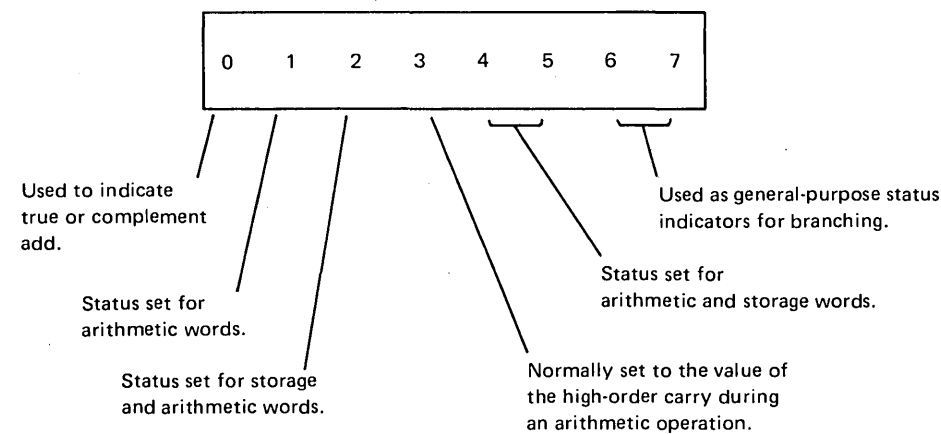 0 1 2 3 4 5 6 7
Used to indicate
true or complement
add.
Used as general-purpose status
indicators for branching.
Status set for
arithmetic and storage words.
Status set for
arithmetic words.
Status set for storage
and arithmetic words.
Normally set to the value of
the high-order carry during
an arithmetic operation.